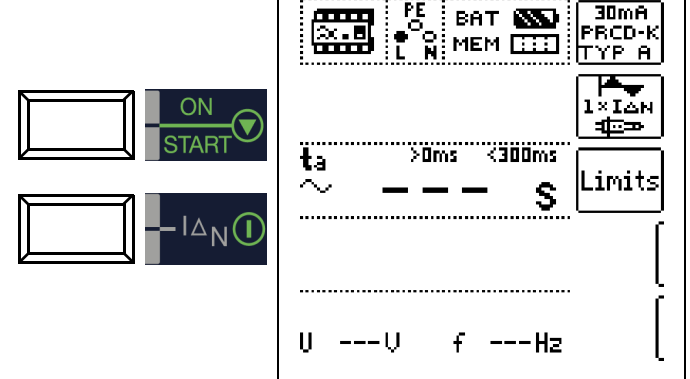 ON
START
IΔN
PE
L N
BAT
MEM
30mA
PRCD-K
TYP A
1×IΔN
Limits
ta >0ms <300ms
--- s
U ---V f ---Hz